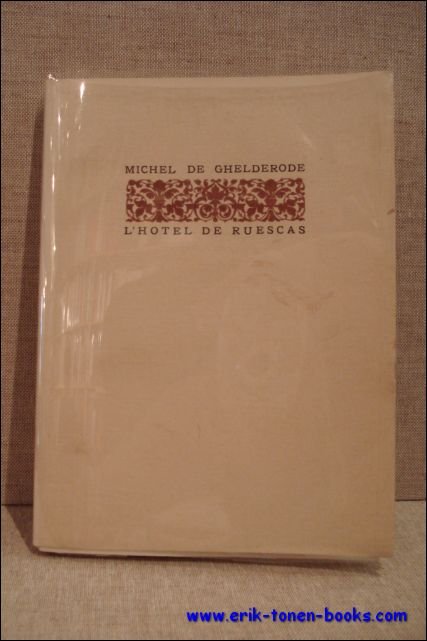 MICHEL DE GHELDERODE
L'HOTEL DE RUESCAS
www.erik-tonen-books.com